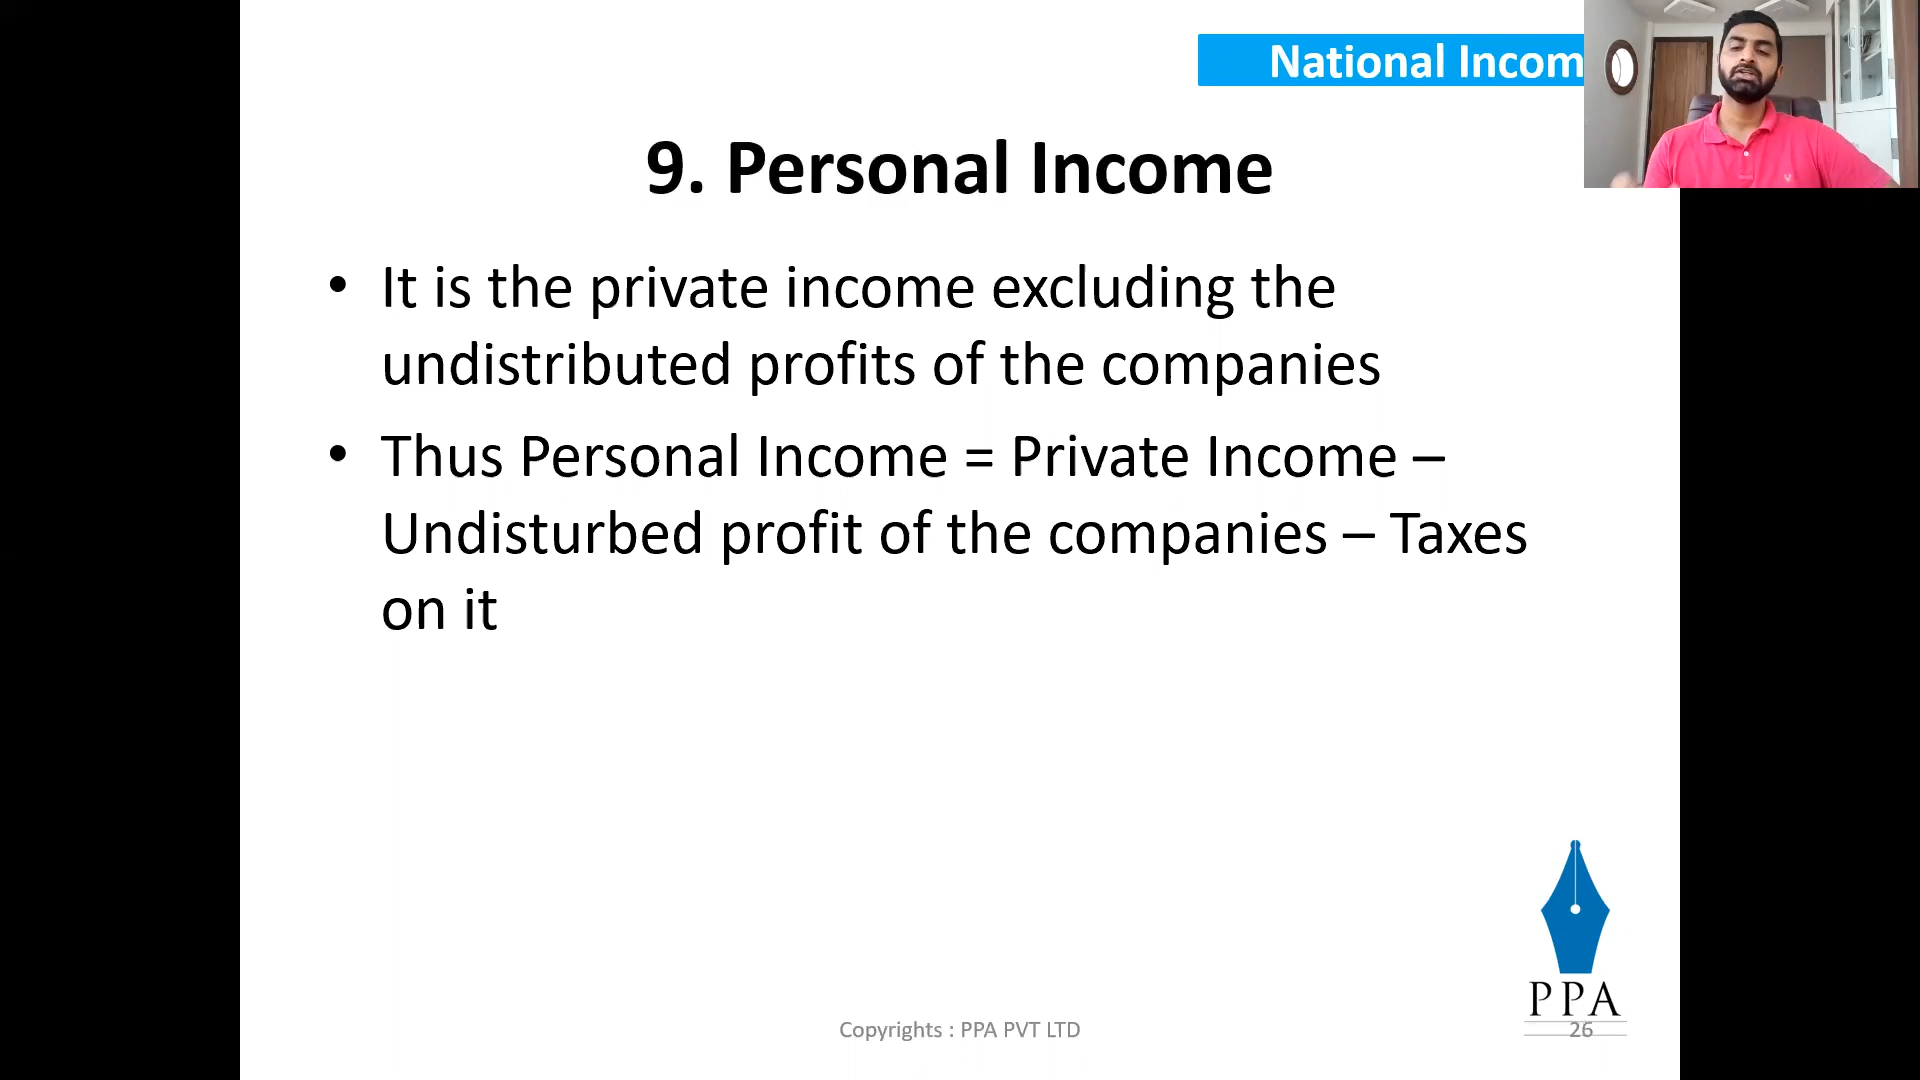 National Incom
9. Personal Income
• It is the private income excluding the
undistributed profits of the companies
• Thus Personal Income = Private Income –
Undisturbed profit of the companies – Taxes
on it
PPA
Copyrights : PPA PVT LTD
26